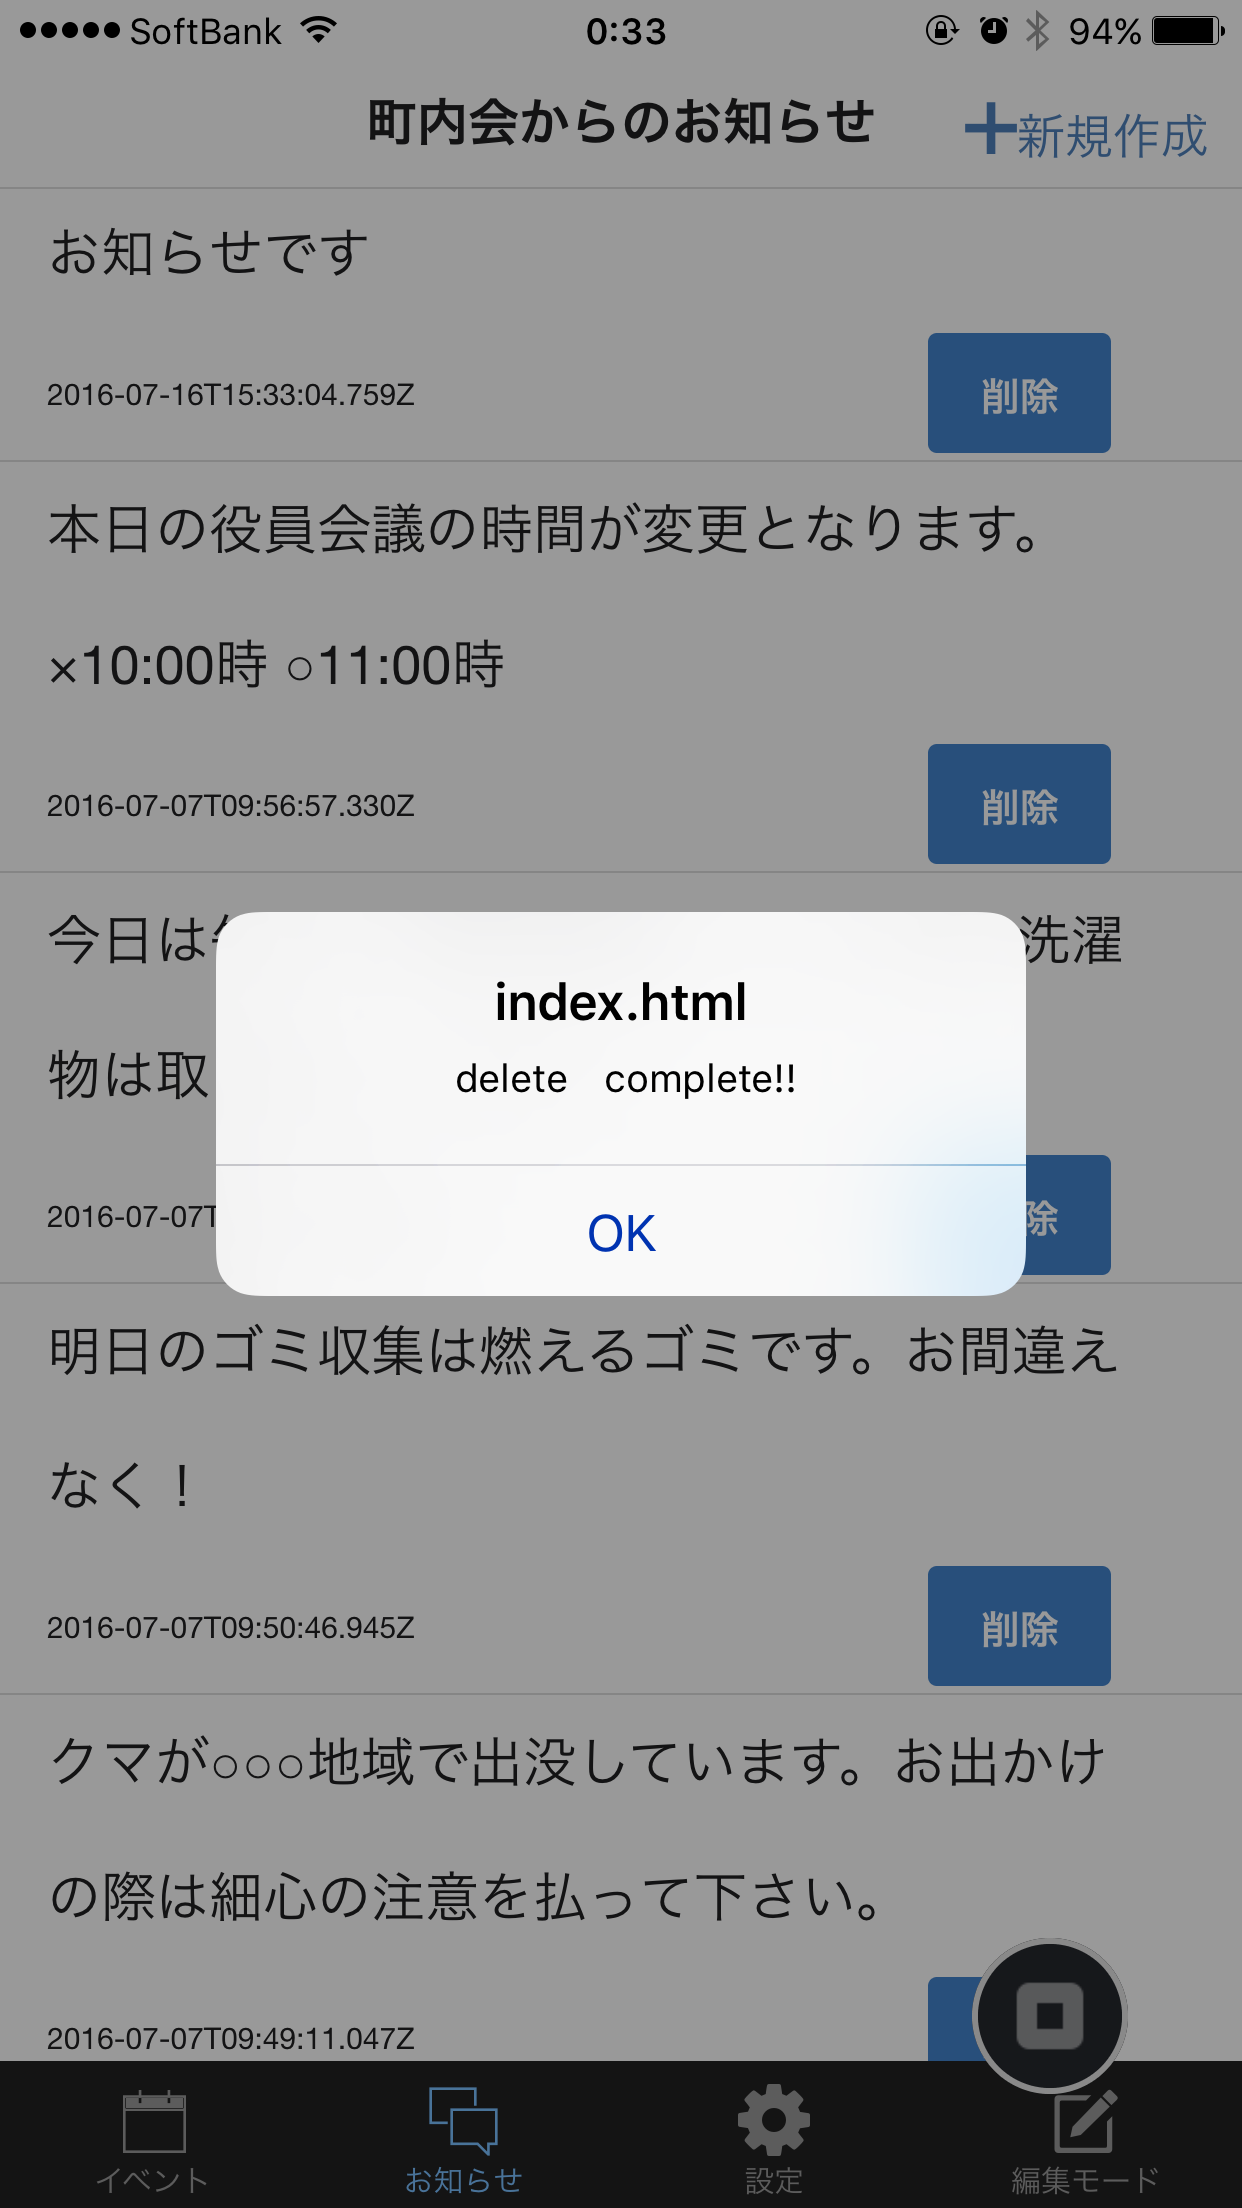 SoftBank 0:33 94%
町内会からのお知らせ
新規作成
お知らせです
2016-07-16T15:33:04.759Z
削除
本日の役員会議の時間が変更となります。
×10:00時 ○11:00時
2016-07-07T09:56:57.330Z
削除
今日は
洗濯
index.html
物は取
delete　complete!!
2016-07-07T
除
OK
明日のゴミ収集は燃えるゴミです。お間違え
なく！
2016-07-07T09:50:46.945Z
削除
クマが○○○地域で出没しています。お出かけ
の際は細心の注意を払って下さい。
2016-07-07T09:49:11.047Z
イベント
お知らせ
設定
編集モード